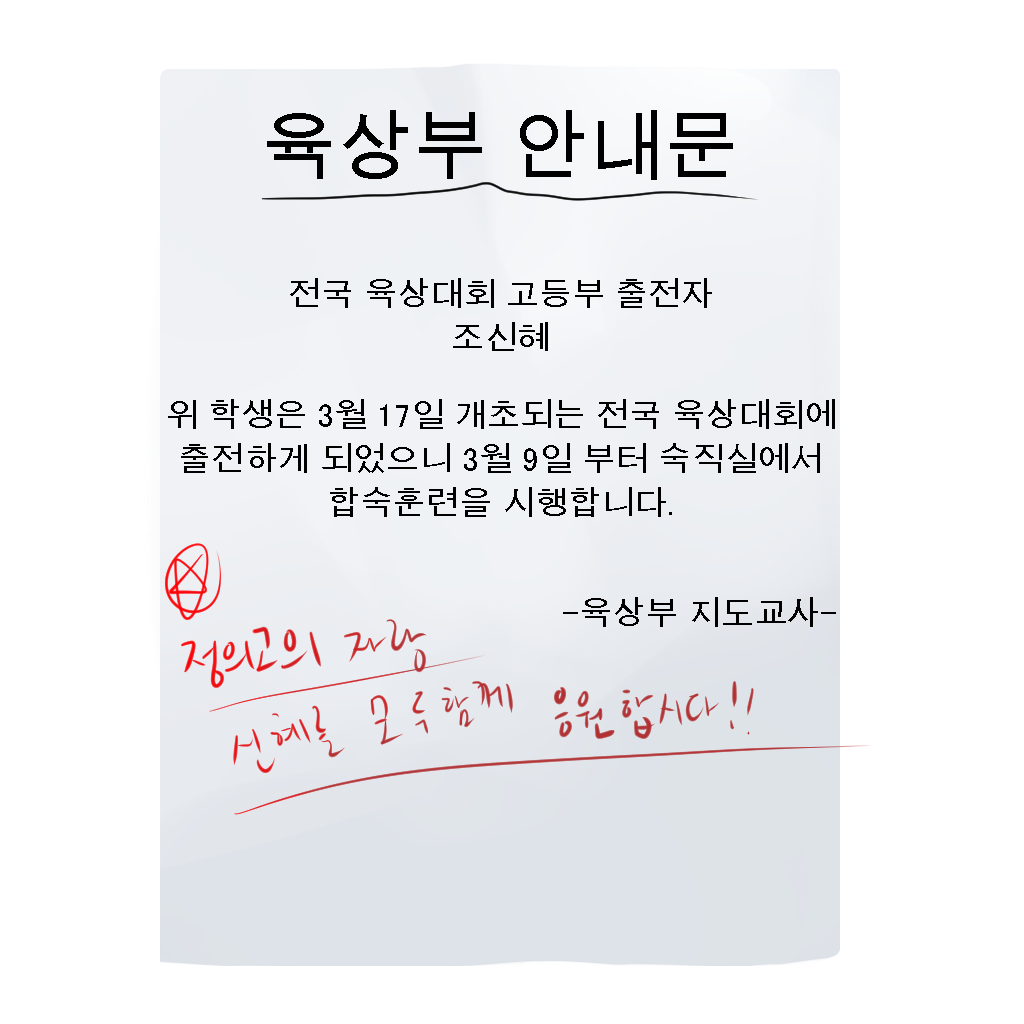 육상부 안내문
전국 육상대회 고등부 출전자
조신혜
위 학생은 3월 17일 개초되는 전국 육상대회에
출전하게 되었으니 3월 9일 부터 숙직실에서
합숙훈련을 시행합니다.
-육상부 지도교사-
정의고의 자랑
신혜를 모두함께 응원합시다!!